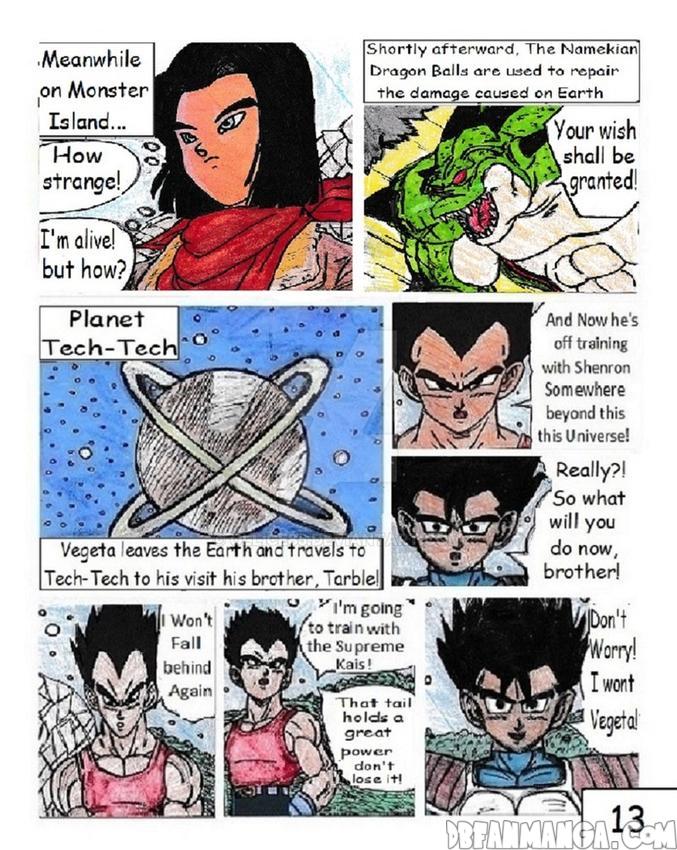 Meanwhile
on Monster
Island...
How
strange!
I'm alive!
but how?
Shortly afterward, The Namekian
Dragon Balls are used to repair
the damage caused on Earth
Your wish
shall be
granted!
Planet
Tech-Tech
Vegeta leaves the Earth and travels to
Tech-Tech to his visit his brother, Tarble!
And Now he's
off training
with Shenron
Somewhere
beyond this
this Universe!
Really?!
So what
will you
do now,
brother!
I Won't
Fall
behind
Again
I'm going
to train with
the Supreme
Kais!
That tail
holds a
great
power
don't
lose it!
Don't
Worry!
I wont
Vegeta!
13
DBFANMANGA.COM